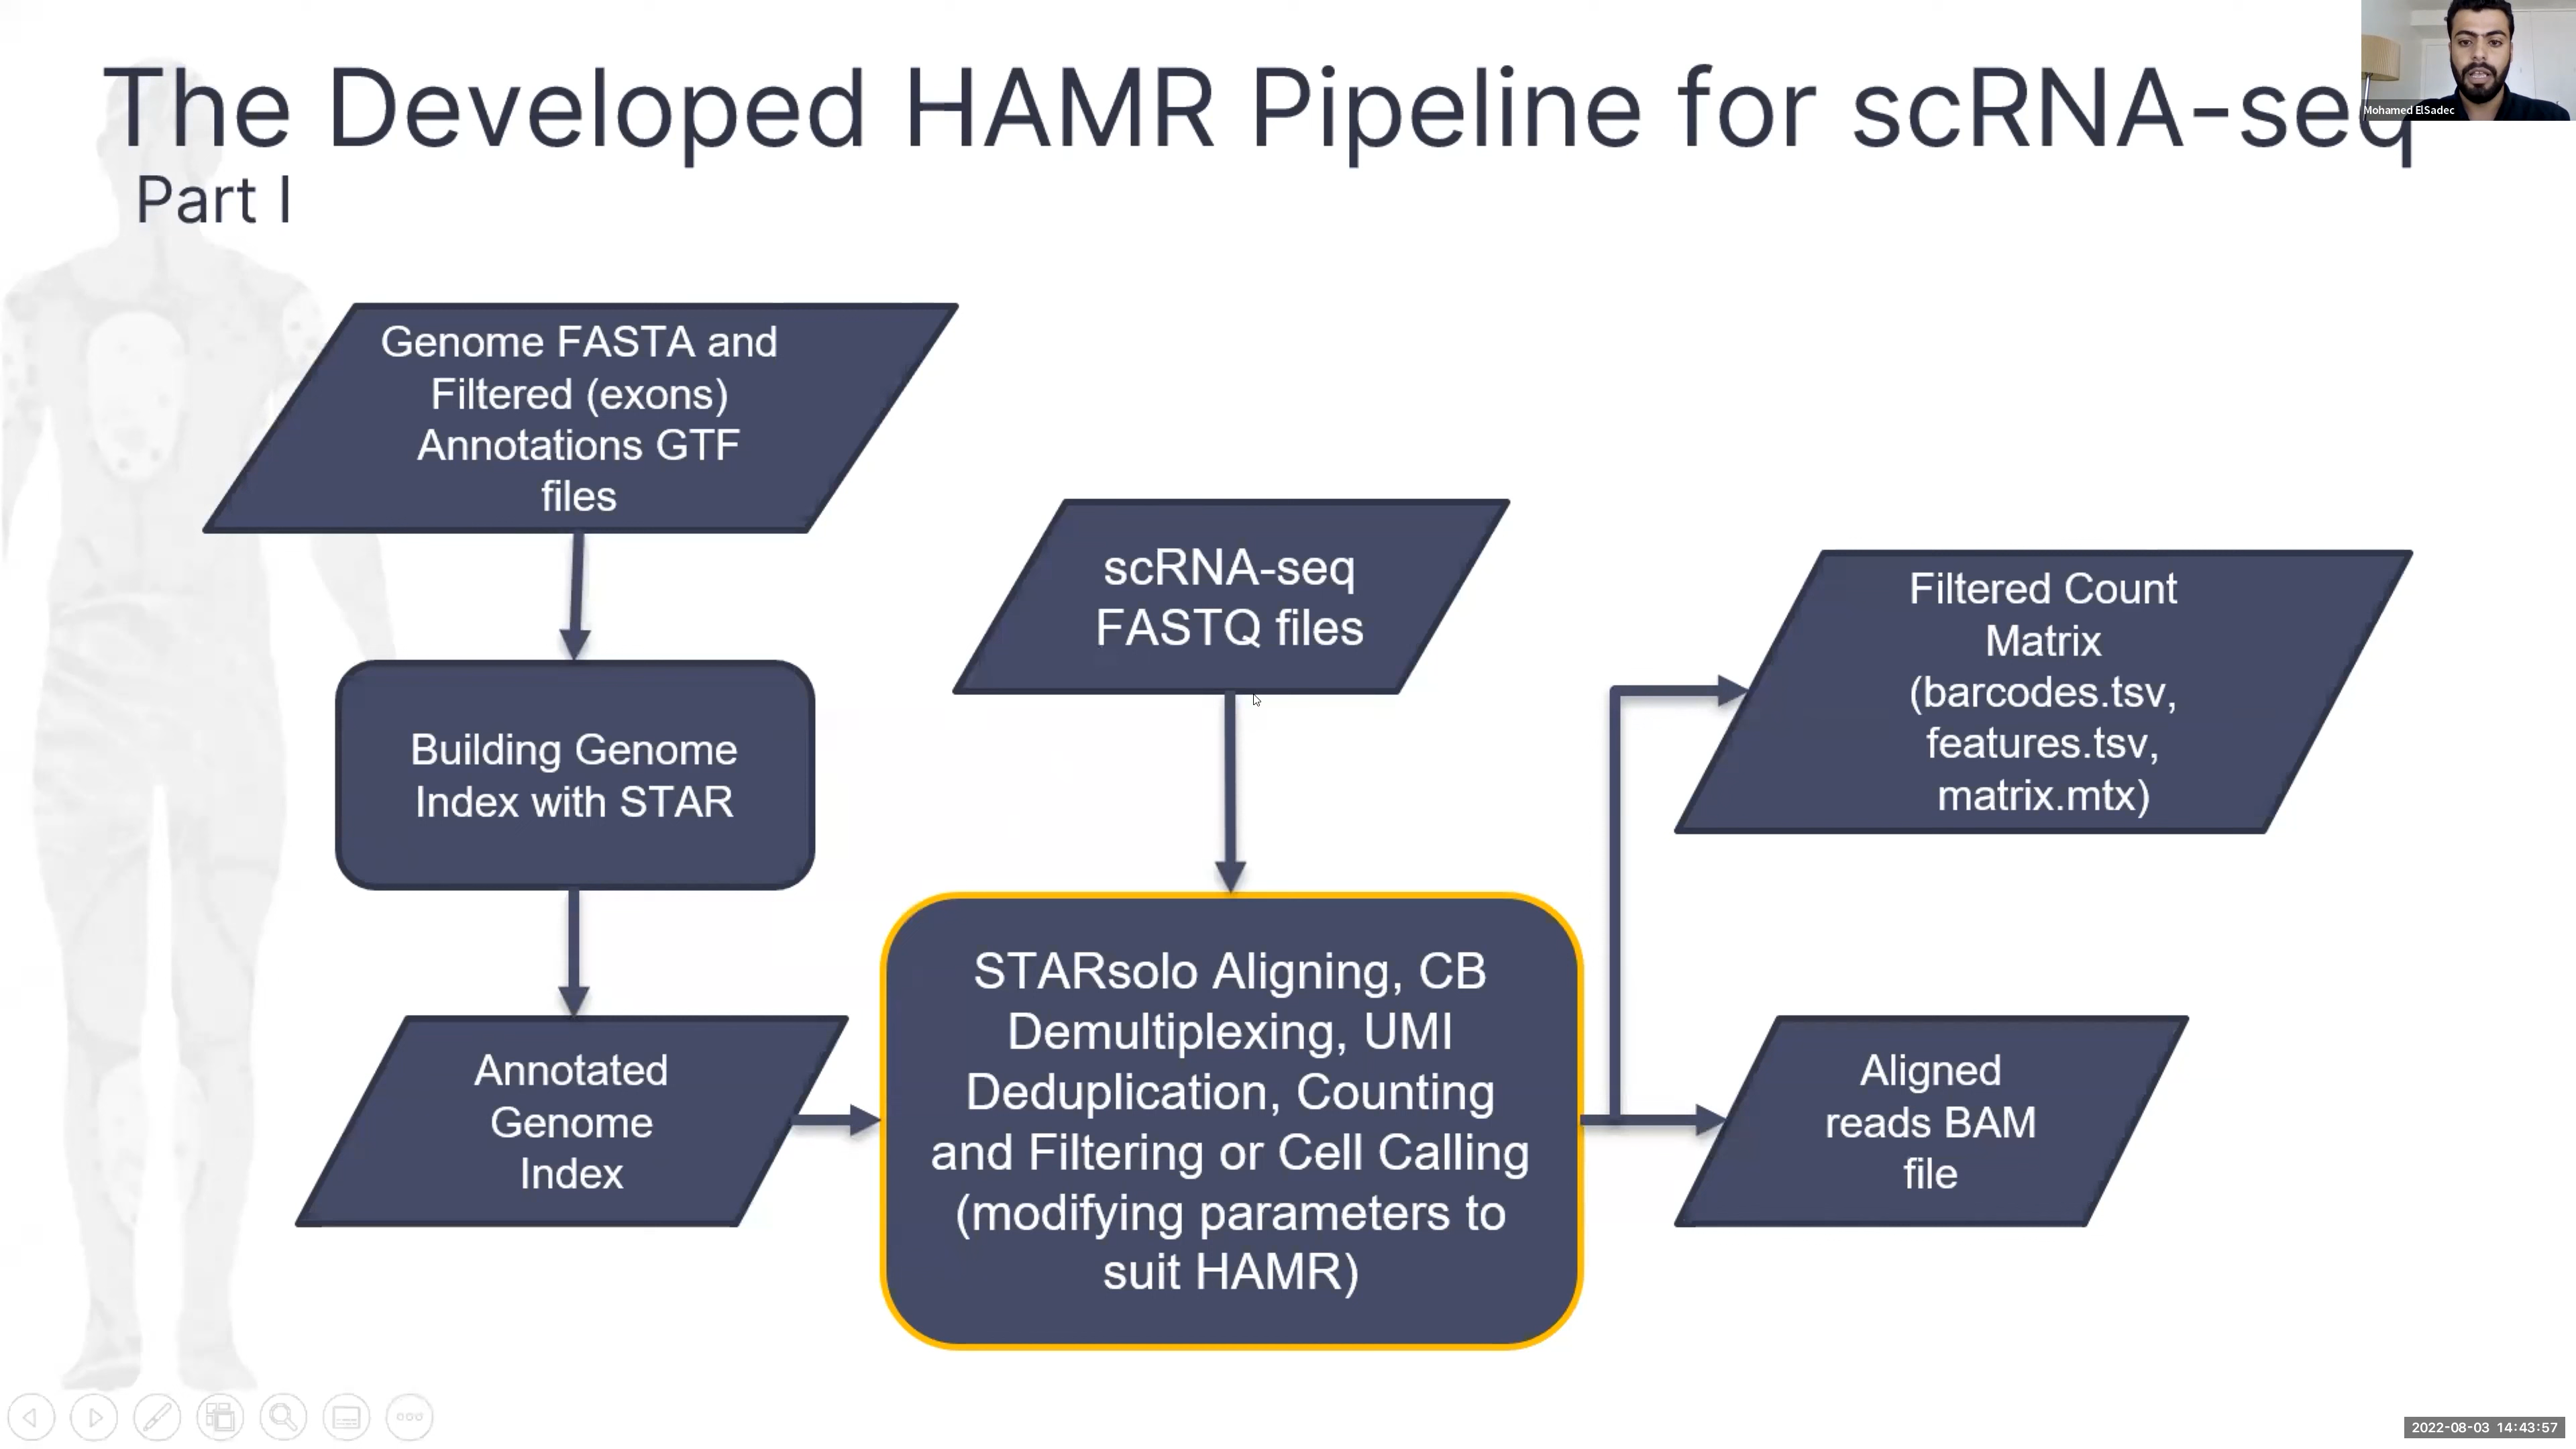 The Developed HAMR Pipeline for scRNA-seq
Part I
Mohamed ElSadec
Genome FASTA and
Filtered (exons)
Annotations GTF
files
scRNA-seq
FASTQ files
Filtered Count
Matrix
(barcodes.tsv,
features.tsv,
matrix.mtx)
Building Genome
Index with STAR
Annotated
Genome
Index
STARsolo Aligning, CB
Demultiplexing, UMI
Deduplication, Counting
and Filtering or Cell Calling
(modifying parameters to
suit HAMR)
Aligned
reads BAM
file
2022-08-03 14:43:57